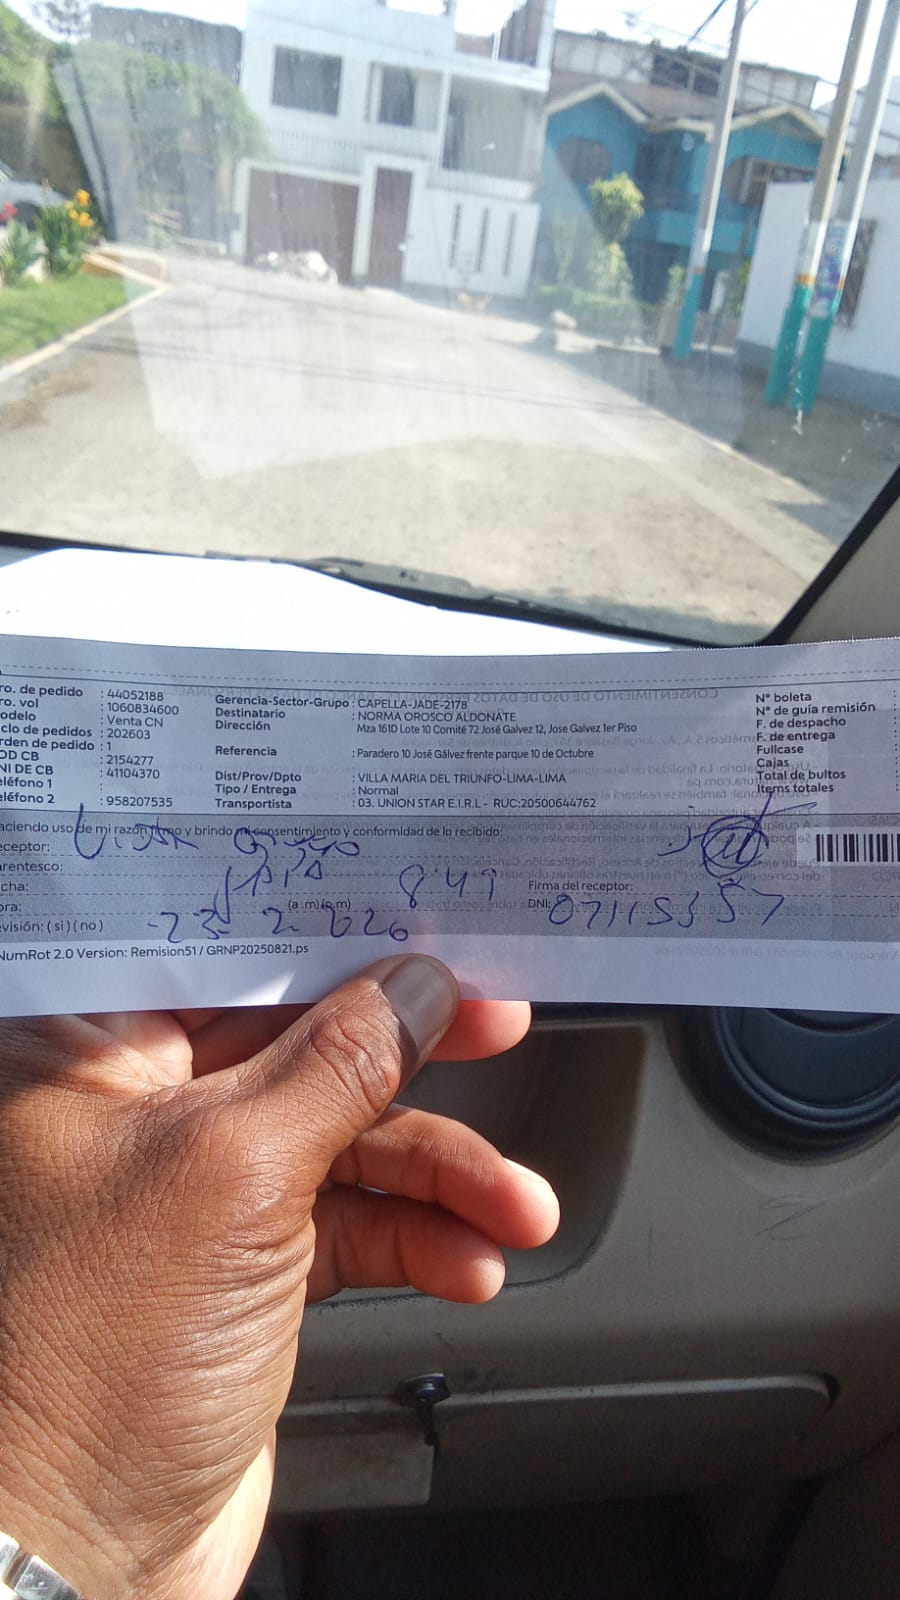 ro. de pedido : 44052188
ro. vol : 1060834600
odelo : Venta CN
clo de pedidos : 202603
rden de pedido : 1
OD CB : 2154277
NI DE CB : 41104370
eléfono 1 :
eléfono 2 : 958207535
Gerencia-Sector-Grupo : CAPELLA-JADE-2178
Destinatario : NORMA OROSCO ALDONATE
Dirección Mza 161D Lote 10 Comité 72 José Galvez 12, Jose Galvez 1er Piso
Referencia : Paradero 10 José Gálvez frente parque 10 de Octubre
Dist/Prov/Dpto : VILLA MARIA DEL TRIUNFO-LIMA-LIMA
Tipo / Entrega : Normal
Transportista : 03. UNION STAR E.I.R.L - RUC:20500644762
N° boleta :
N° de guía remisión :
F. de despacho
F. de entrega
Fullcase
Cajas
Total de bultos
Items totales
aciendo uso de mi razón íntimo y brindo mi consentimiento y conformidad de lo recibido:
eceptor:
arentesco:
echa: 8:49 Firma del receptor:
ora: (a.m)(p.m) DNI: 07115357
evisión: ( si ) ( no ) 23- 2- 026
NumRot 2.0 Version: Remision51 / GRNP20250821.ps